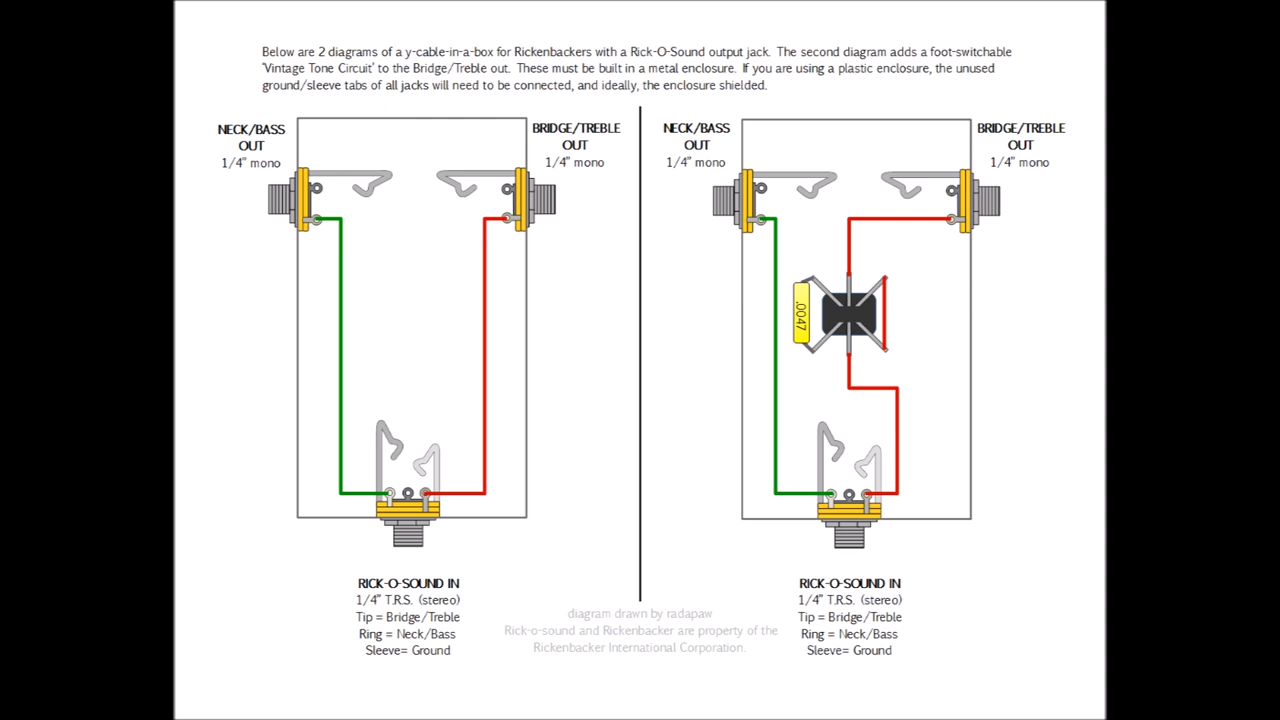 Below are 2 diagrams of a y-cable-in-a-box for Rickenbackers with a Rick-O-Sound output jack. The second diagram adds a foot-switchable
'Vintage Tone Circuit' to the Bridge/Treble out. These must be built in a metal enclosure. If you are using a plastic enclosure, the unused
ground/sleeve tabs of all jacks will need to be connected, and ideally, the enclosure shielded.
NECK/BASS
OUT
1/4" mono
BRIDGE/TREBLE
OUT
1/4" mono
RICK-O-SOUND IN
1/4" T.R.S. (stereo)
Tip = Bridge/Treble
Ring = Neck/Bass
Sleeve= Ground
NECK/BASS
OUT
1/4" mono
BRIDGE/TREBLE
OUT
1/4" mono
.0047
RICK-O-SOUND IN
1/4" T.R.S. (stereo)
Tip = Bridge/Treble
Ring = Neck/Bass
Sleeve= Ground
diagram drawn by radapaw
Rick-o-sound and Rickenbacker are property of the
Rickenbacker International Corporation.